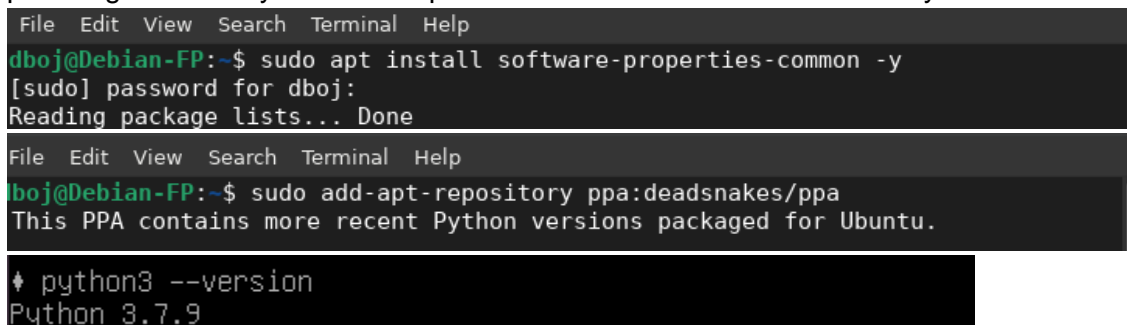 File Edit View Search Terminal Help
dboj@Debian-FP:~$ sudo apt install software-properties-common -y
[sudo] password for dboj:
Reading package lists... Done
File Edit View Search Terminal Help
dboj@Debian-FP:~$ sudo add-apt-repository ppa:deadsnakes/ppa
This PPA contains more recent Python versions packaged for Ubuntu.
♦ python3 --version
Python 3.7.9